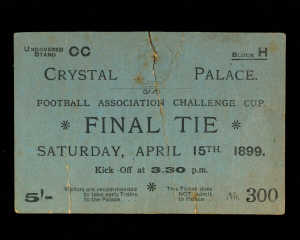 UNCOVERED STAND CC BLOCK H
CRYSTAL PALACE.
FOOTBALL ASSOCIATION CHALLENGE CUP
* FINAL TIE *
SATURDAY, APRIL 15TH, 1899.
Kick Off at 3.30 p.m.
5/- Visitors are recommended to take early Trains to the Palace.
This Ticket does NOT admit to Palace
No. 300